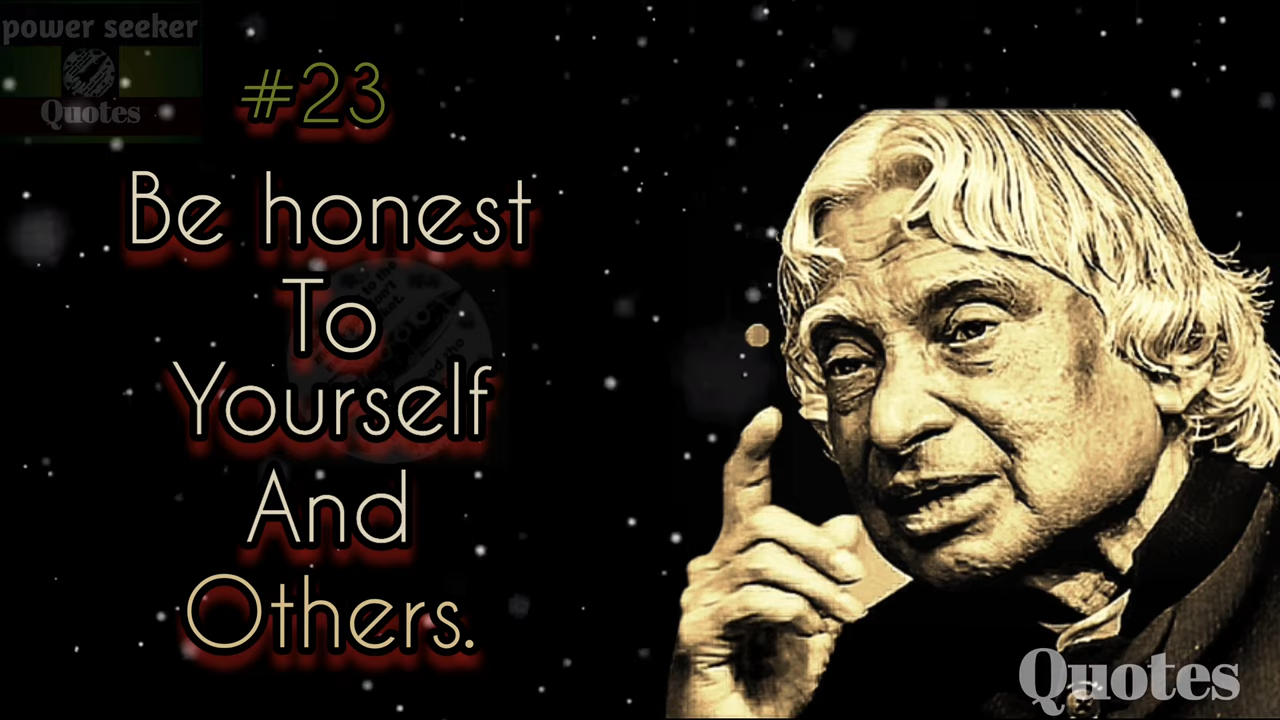 power seeker
Quotes
#23
Be honest
To
Yourself
And
Others.
Quotes